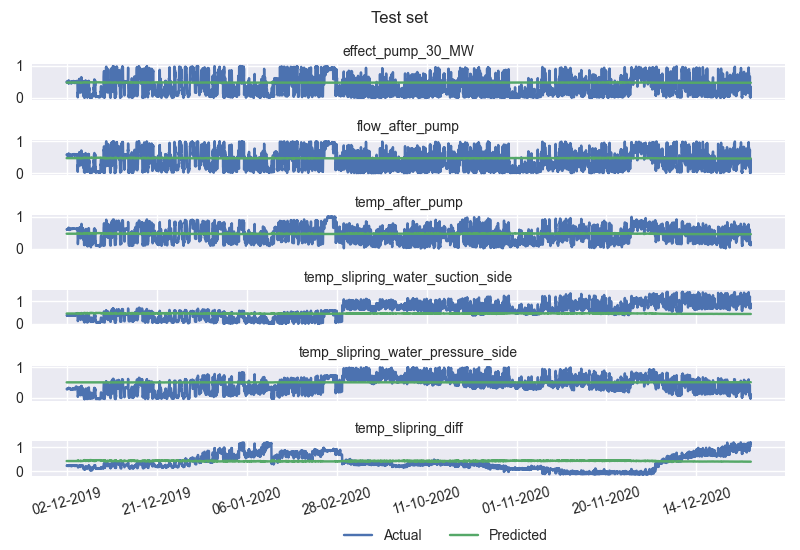 Test set
effect_pump_30_MW
1
0
flow_after_pump
1
0
temp_after_pump
1
0
temp_slipring_water_suction_side
1
0
temp_slipring_water_pressure_side
1
0
temp_slipring_diff
1
0
02-12-2019 21-12-2019 06-01-2020 28-02-2020 11-10-2020 01-11-2020 20-11-2020 14-12-2020
Actual Predicted